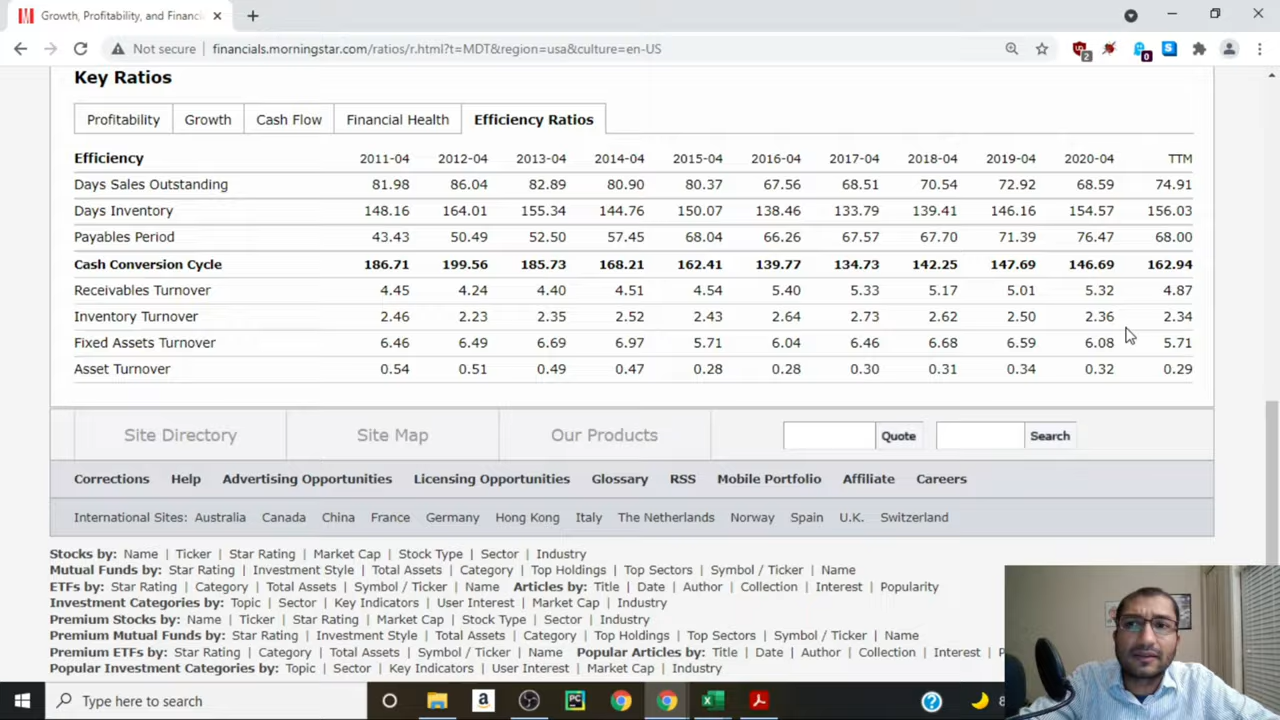 Growth, Profitability, and Financi
Not secure | financials.morningstar.com/ratios/r.html?t=MDT&region=usa&culture=en-US
2
0
Key Ratios
Profitability Growth Cash Flow Financial Health Efficiency Ratios
Efficiency 2011-04 2012-04 2013-04 2014-04 2015-04 2016-04 2017-04 2018-04 2019-04 2020-04 TTM
Days Sales Outstanding 81.98 86.04 82.89 80.90 80.37 67.56 68.51 70.54 72.92 68.59 74.91
Days Inventory 148.16 164.01 155.34 144.76 150.07 138.46 133.79 139.41 146.16 154.57 156.03
Payables Period 43.43 50.49 52.50 57.45 68.04 66.26 67.57 67.70 71.39 76.47 68.00
Cash Conversion Cycle 186.71 199.56 185.73 168.21 162.41 139.77 134.73 142.25 147.69 146.69 162.94
Receivables Turnover 4.45 4.24 4.40 4.51 4.54 5.40 5.33 5.17 5.01 5.32 4.87
Inventory Turnover 2.46 2.23 2.35 2.52 2.43 2.64 2.73 2.62 2.50 2.36 2.34
Fixed Assets Turnover 6.46 6.49 6.69 6.97 5.71 6.04 6.46 6.68 6.59 6.08 5.71
Asset Turnover 0.54 0.51 0.49 0.47 0.28 0.28 0.30 0.31 0.34 0.32 0.29
Site Directory Site Map Our Products Quote Search
Corrections Help Advertising Opportunities Licensing Opportunities Glossary RSS Mobile Portfolio Affiliate Careers
International Sites: Australia Canada China France Germany Hong Kong Italy The Netherlands Norway Spain U.K. Switzerland
Stocks by: Name | Ticker | Star Rating | Market Cap | Stock Type | Sector | Industry
Mutual Funds by: Star Rating | Investment Style | Total Assets | Category | Top Holdings | Top Sectors | Symbol / Ticker | Name
ETFs by: Star Rating | Category | Total Assets | Symbol / Ticker | Name Articles by: Title | Date | Author | Collection | Interest | Popularity
Investment Categories by: Topic | Sector | Key Indicators | User Interest | Market Cap | Industry
Premium Stocks by: Name | Ticker | Star Rating | Market Cap | Stock Type | Sector | Industry
Premium Mutual Funds by: Star Rating | Investment Style | Total Assets | Category | Top Holdings | Top Sectors | Symbol / Ticker | Name
Premium ETFs by: Star Rating | Category | Total Assets | Symbol / Ticker | Name Popular Articles by: Title | Date | Author | Collection | Interest | P
Popular Investment Categories by: Topic | Sector | Key Indicators | User Interest | Market Cap | Industry
Type here to search
PC
8